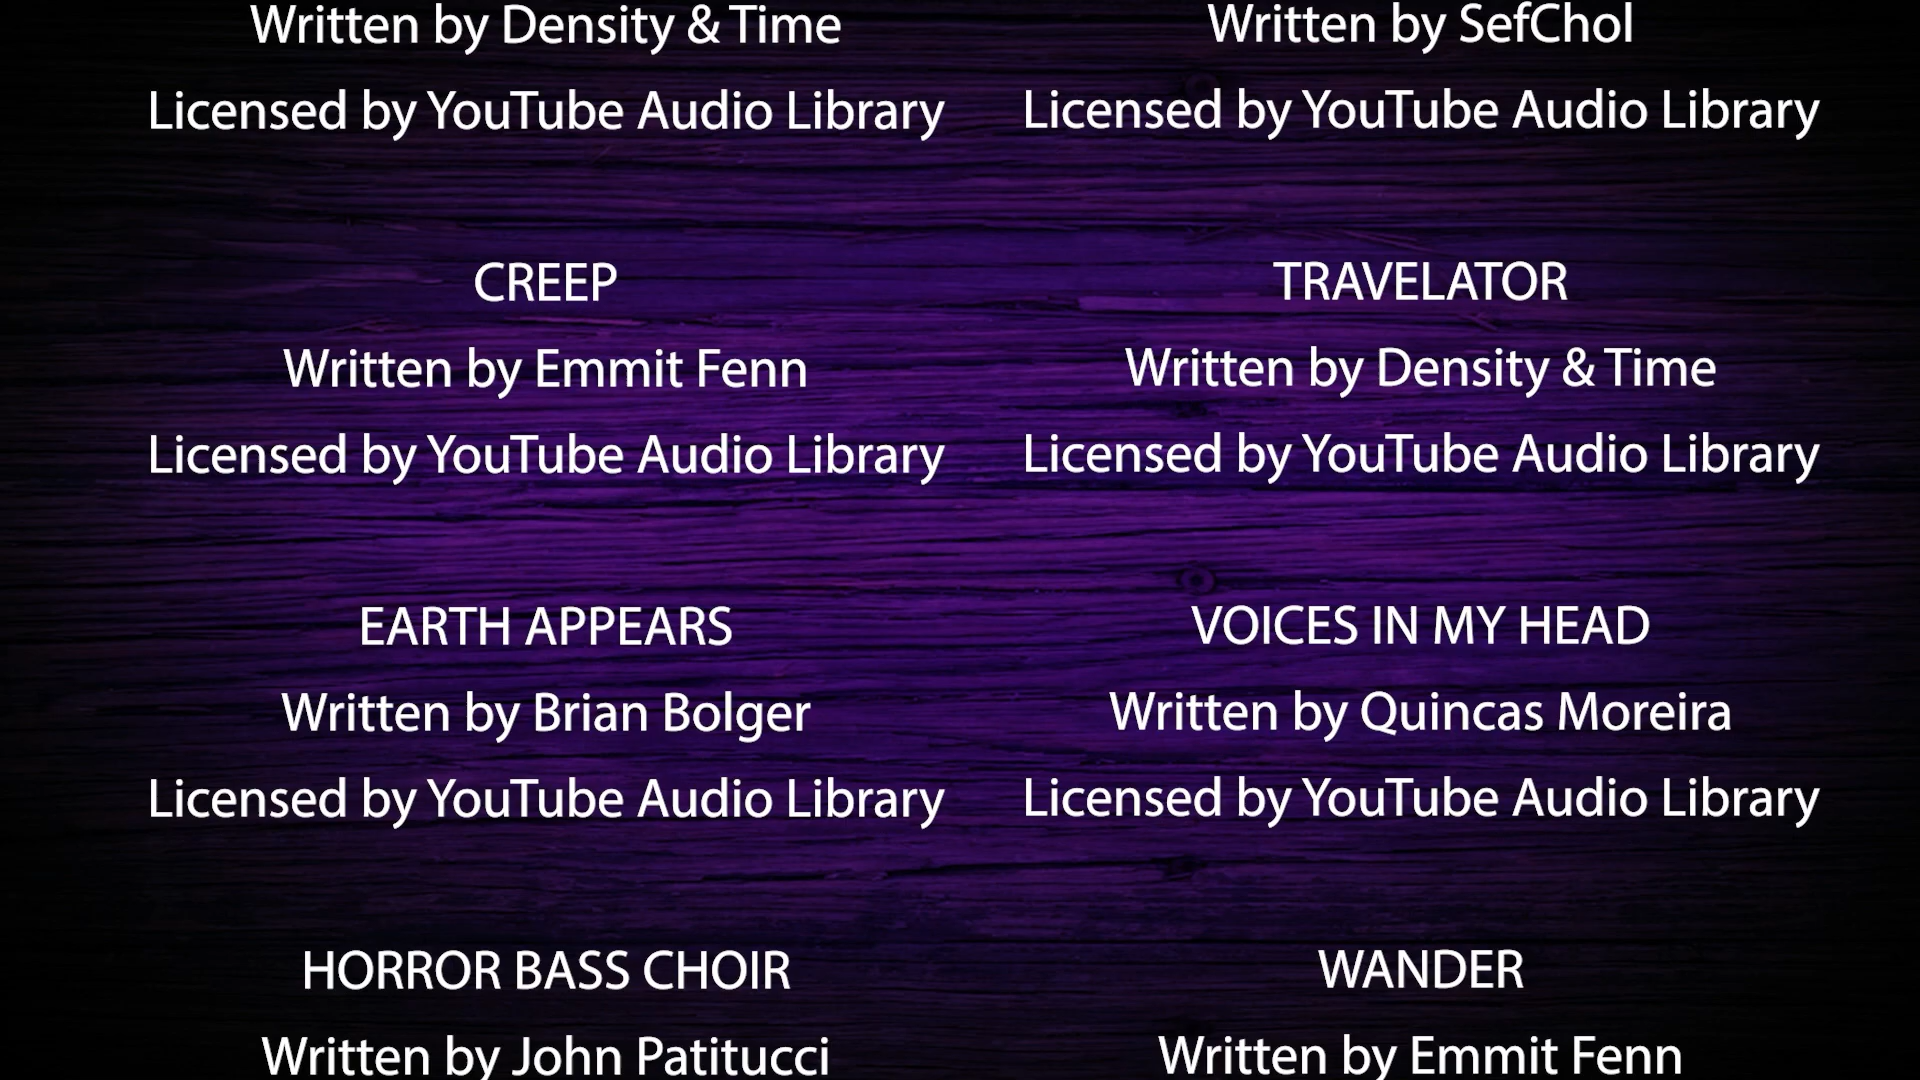 Written by Density & Time
Licensed by YouTube Audio Library
CREEP
Written by Emmit Fenn
Licensed by YouTube Audio Library
EARTH APPEARS
Written by Brian Bolger
Licensed by YouTube Audio Library
HORROR BASS CHOIR
Written by John Patitucci
Written by SefChol
Licensed by YouTube Audio Library
TRAVELATOR
Written by Density & Time
Licensed by YouTube Audio Library
VOICES IN MY HEAD
Written by Quincas Moreira
Licensed by YouTube Audio Library
WANDER
Written by Emmit Fenn